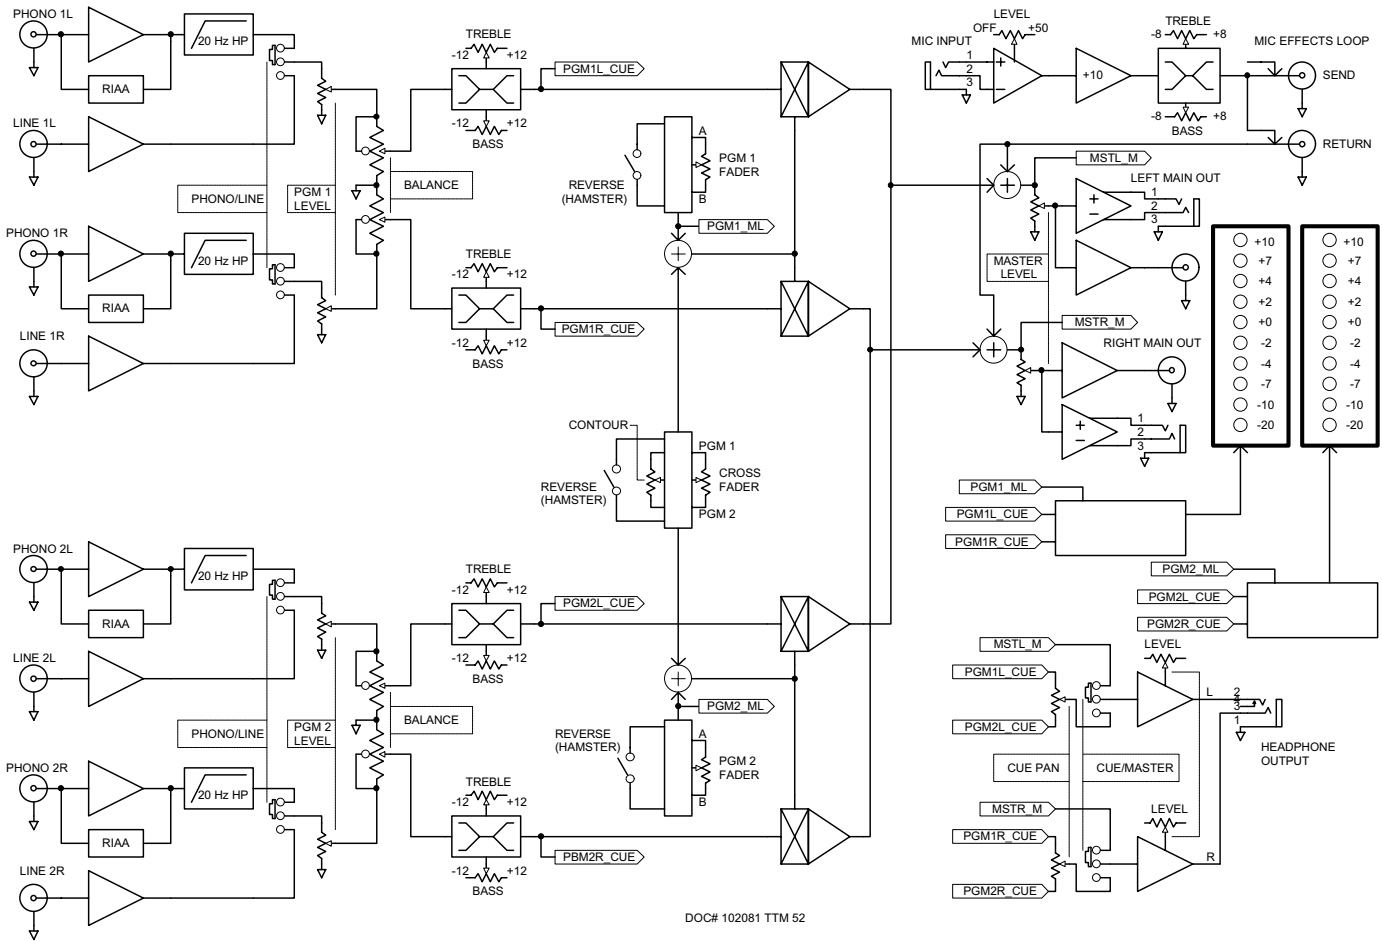 PHONO 1L
20 Hz HP
RIAA
LINE 1L
PHONO/LINE
PGM 1
LEVEL
BALANCE
PHONO 1R
20 Hz HP
RIAA
LINE 1R
TREBLE
-12 +12
-12 +12
BASS
PGM1L_CUE
TREBLE
-12 +12
-12 +12
BASS
PGM1R_CUE
A
PGM 1
FADER
B
REVERSE
(HAMSTER)
PGM1_ML
CONTOUR
PGM 1
CROSS
FADER
PGM 2
REVERSE
(HAMSTER)
PHONO 2L
20 Hz HP
RIAA
LINE 2L
PHONO/LINE
PGM 2
LEVEL
BALANCE
PHONO 2R
20 Hz HP
RIAA
LINE 2R
TREBLE
-12 +12
-12 +12
BASS
PGM2L_CUE
TREBLE
-12 +12
-12 +12
BASS
PBM2R_CUE
PGM2_ML
REVERSE
(HAMSTER)
A
PGM 2
FADER
B
LEVEL
OFF +50
MIC INPUT
1
2
3
+
−
+10
TREBLE
-8 +8
-8 +8
BASS
MIC EFFECTS LOOP
SEND
RETURN
MSTL_M
LEFT MAIN OUT
+
−
1
2
3
MASTER
LEVEL
MSTR_M
RIGHT MAIN OUT
+
−
1
2
3
+10 +10
+7 +7
+4 +4
+2 +2
+0 +0
-2 -2
-4 -4
-7 -7
-10 -10
-20 -20
PGM1_ML
PGM1L_CUE
PGM1R_CUE
PGM2_ML
PGM2L_CUE
PGM2R_CUE
MSTL_M
PGM1L_CUE
PGM2L_CUE
LEVEL
L
2
3
1
HEADPHONE
OUTPUT
CUE PAN
CUE/MASTER
MSTR_M
PGM1R_CUE
PGM2R_CUE
LEVEL
R
DOC# 102081 TTM 52